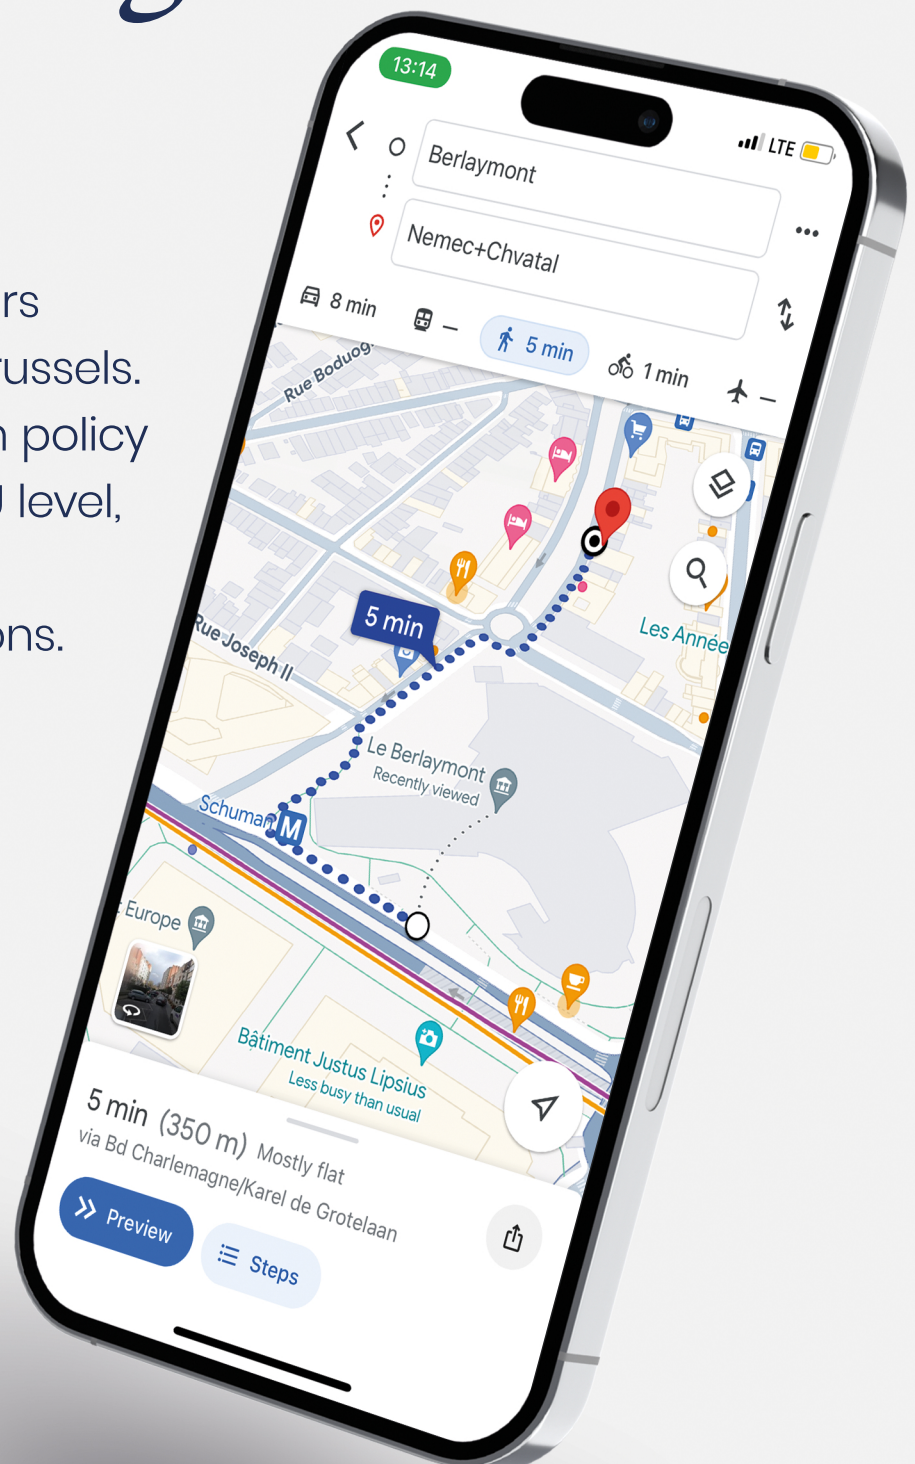 g
rs
russels.
n policy
U level,
ons.
13:14
LTE
Berlaymont
Nemec+Chvatal
8 min
—
5 min
1 min
—
Rue Boduog
5 min
Les Année
Rue Joseph II
Le Berlaymont
Recently viewed
Schuman
M
t Europe
Bâtiment Justus Lipsius
Less busy than usual
5 min (350 m) Mostly flat
via Bd Charlemagne/Karel de Grotelaan
Preview
Steps